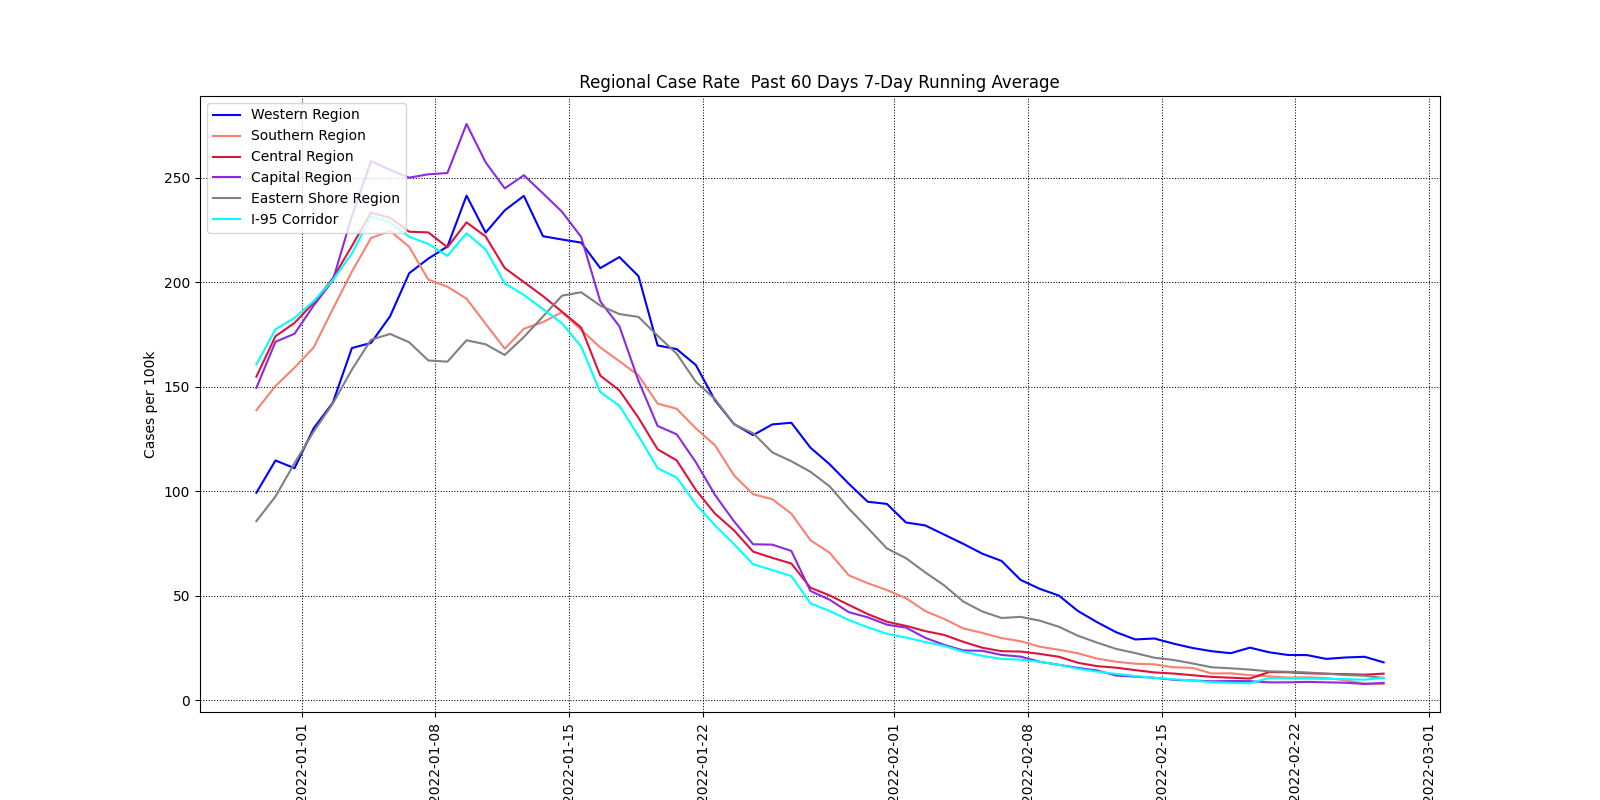 Regional Case Rate  Past 60 Days 7-Day Running Average
Western Region
Southern Region
Central Region
Capital Region
Eastern Shore Region
I-95 Corridor
Cases per 100k
250
200
150
100
50
0
2022-01-01
2022-01-08
2022-01-15
2022-01-22
2022-02-01
2022-02-08
2022-02-15
2022-02-22
2022-03-01